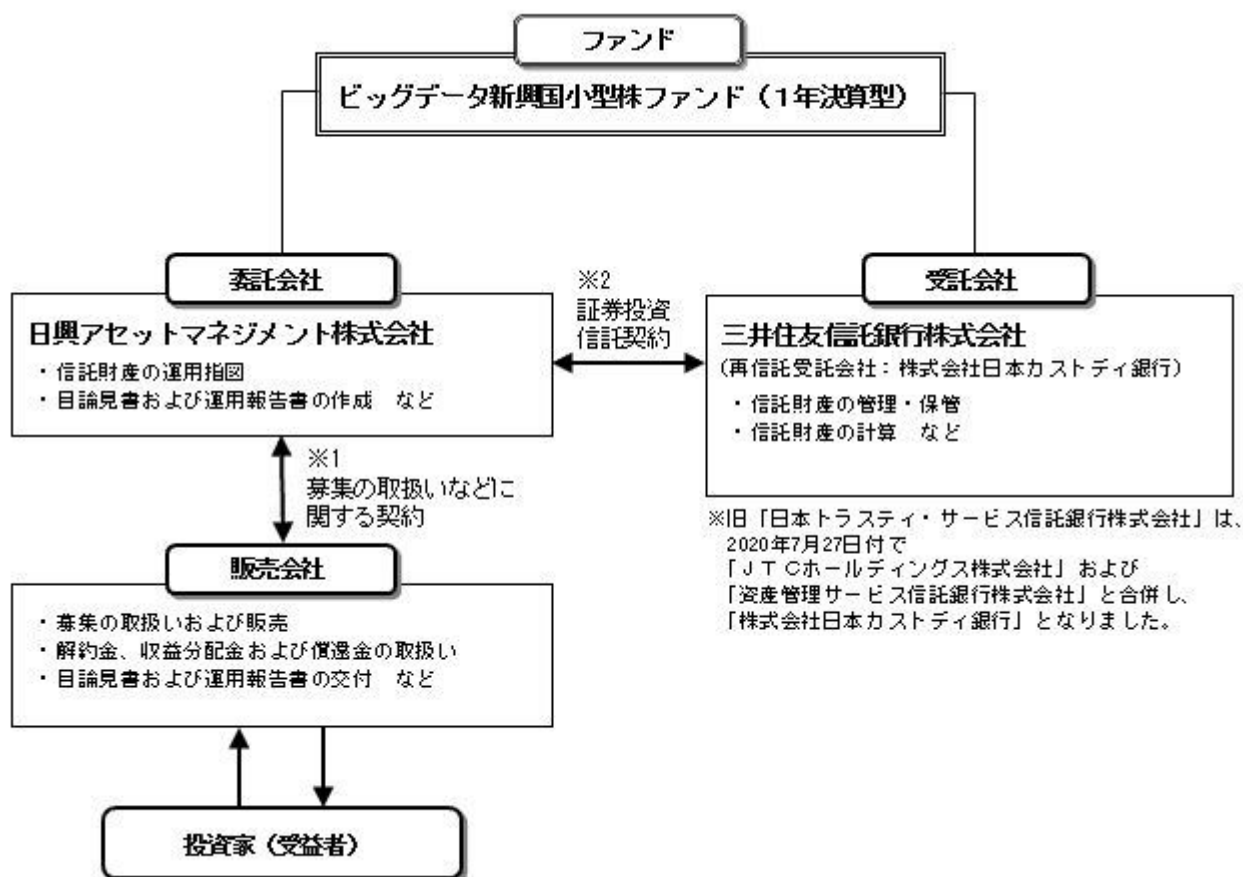 ファンド
ビッグデータ新興国小型株ファンド（１年決算型）
委託会社
日興アセットマネジメント株式会社
・信託財産の運用指図
・目論見書および運用報告書の作成　など
※2
証券投資
信託契約
受託会社
三井住友信託銀行株式会社
（再信託受託会社：株式会社日本カストディ銀行）
・信託財産の管理・保管
・信託財産の計算　など
※1
募集の取扱いなどに
関する契約
※旧「日本トラスティ・サービス信託銀行株式会社」は、
2020年7月27日付で
「ＪＴＣホールディングス株式会社」および
「資産管理サービス信託銀行株式会社」と合併し、
「株式会社日本カストディ銀行」となりました。
販売会社
・募集の取扱いおよび販売
・解約金、収益分配金および償還金の取扱い
・目論見書および運用報告書の交付　など
投資家（受益者）